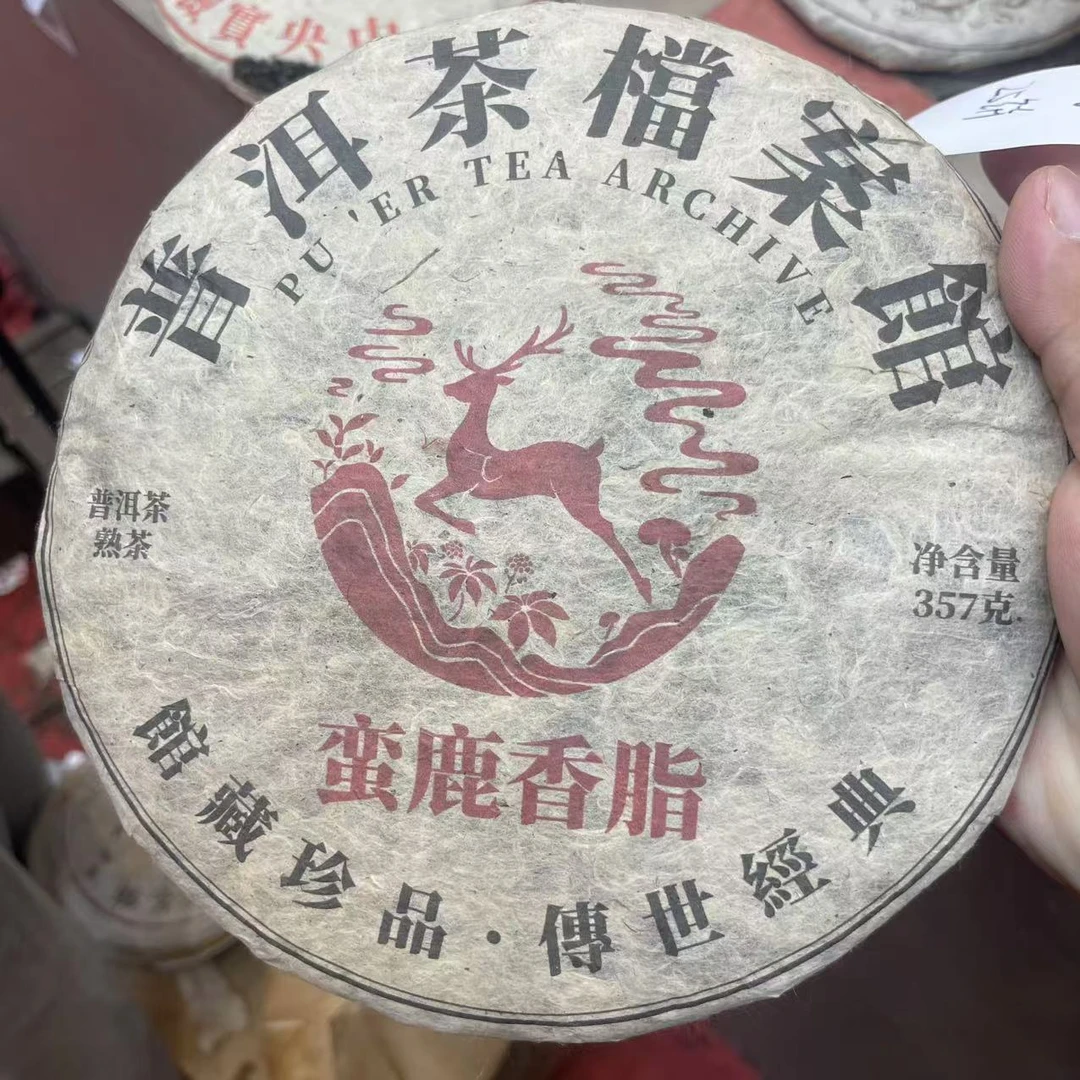 普洱茶檔案館
PU'ER TEA ARCHIVE
普洱茶
熟茶
净含量
357克
蛮鹿香脂
館藏珍品·傳世經典